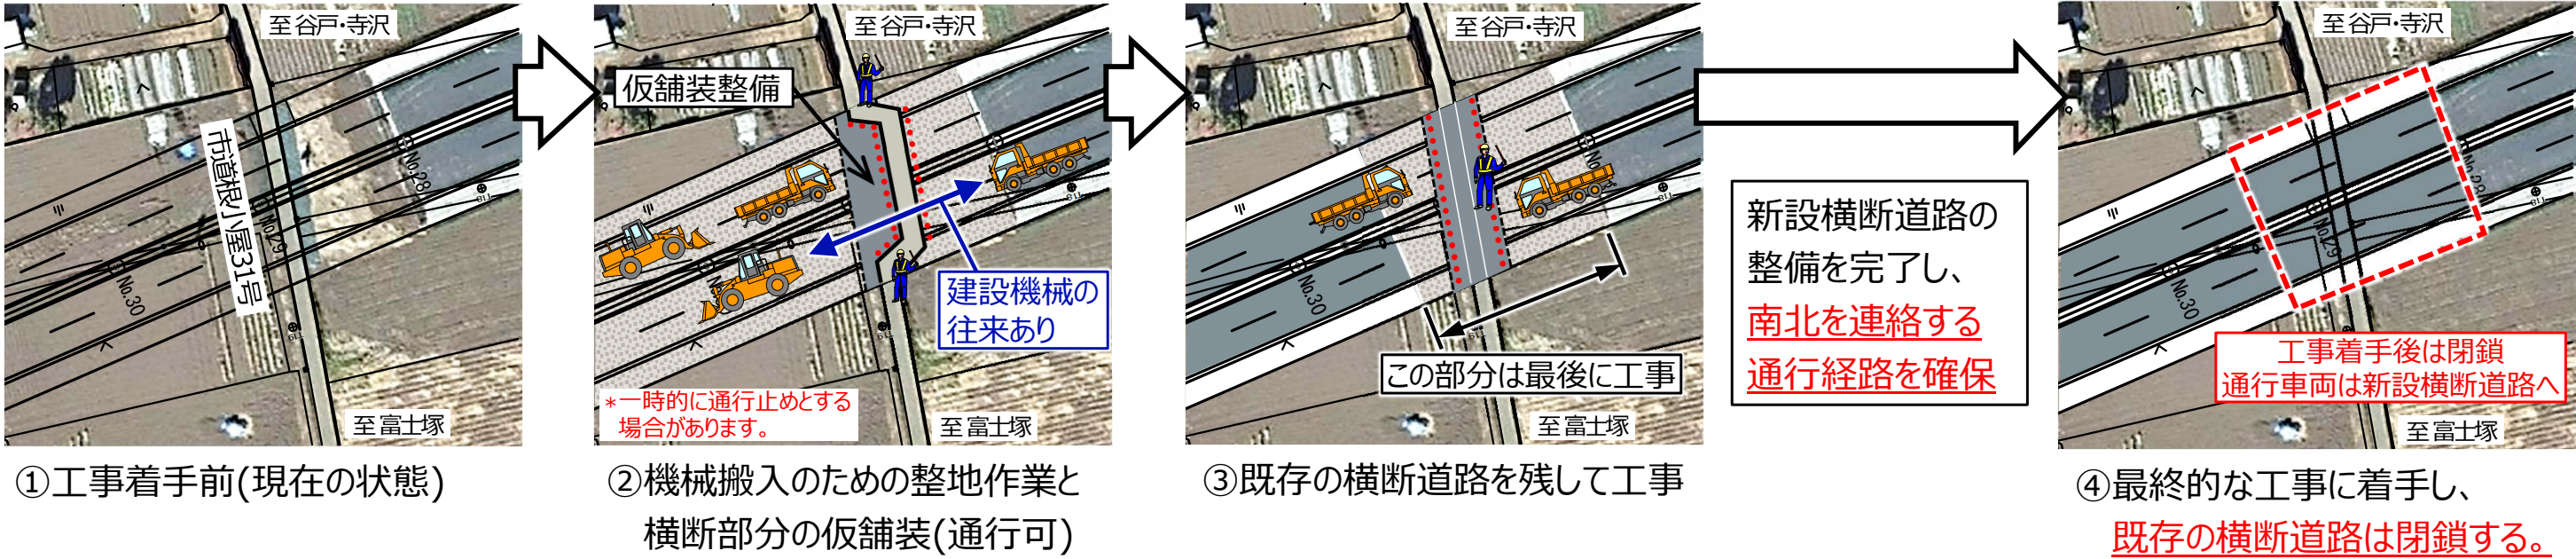 至 谷戸・寺沢
市道根小屋31号
No.28
No.29
No.30
至 富士塚
①工事着手前(現在の状態)
至 谷戸・寺沢
仮舗装整備
建設機械の
往来あり
*一時的に通行止めとする
場合があります。
至 富士塚
②機械搬入のための整地作業と
横断部分の仮舗装(通行可)
至 谷戸・寺沢
No.30
この部分は最後に工事
至 富士塚
③既存の横断道路を残して工事
新設横断道路の
整備を完了し、
南北を連絡する
通行経路を確保
至 谷戸・寺沢
No.28
No.29
No.30
工事着手後は閉鎖
通行車両は新設横断道路へ
至 富士塚
④最終的な工事に着手し、
既存の横断道路は閉鎖する。